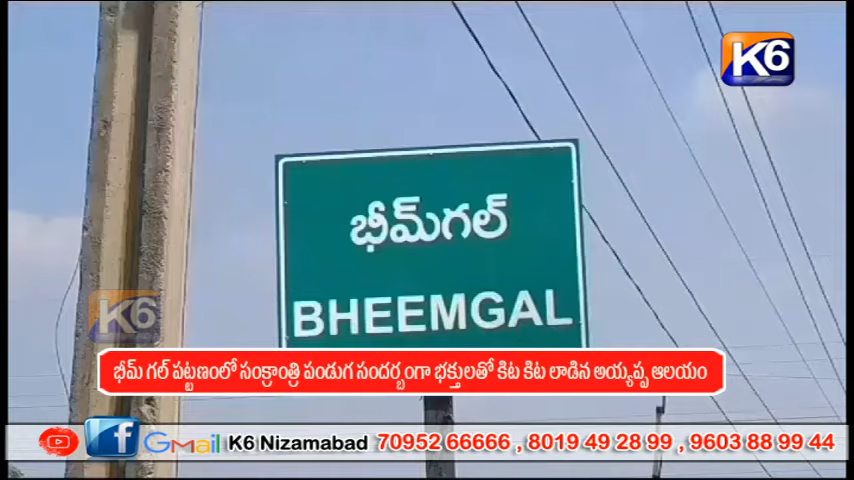 K6
భీమ్‌గల్
BHEEMGAL
K6
భీమ్ గల్ పట్టణంలో సంక్రాంత్రి పండుగ సందర్భంగా భక్తులతో కిట కిట లాడిన అయ్యప్ప ఆలయం
f Gmail K6 Nizamabad 70952 66666 , 8019 49 28 99 , 9603 88 99 44